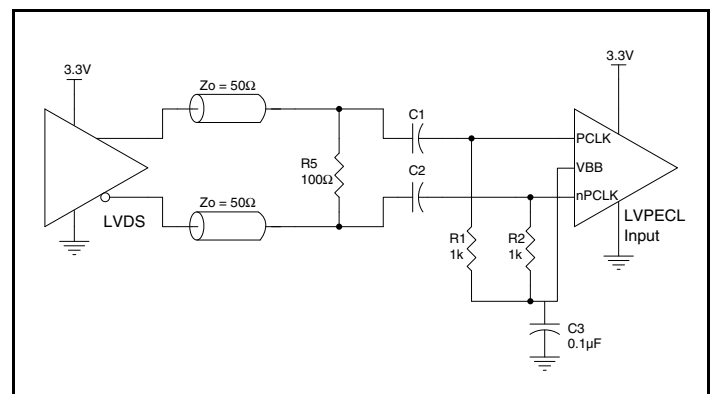 3.3V
3.3V
Zo = 50Ω
C1
PCLK
R5
100Ω
C2
VBB
Zo = 50Ω
nPCLK
LVDS
LVPECL
Input
R1
1k
R2
1k
C3
0.1µF